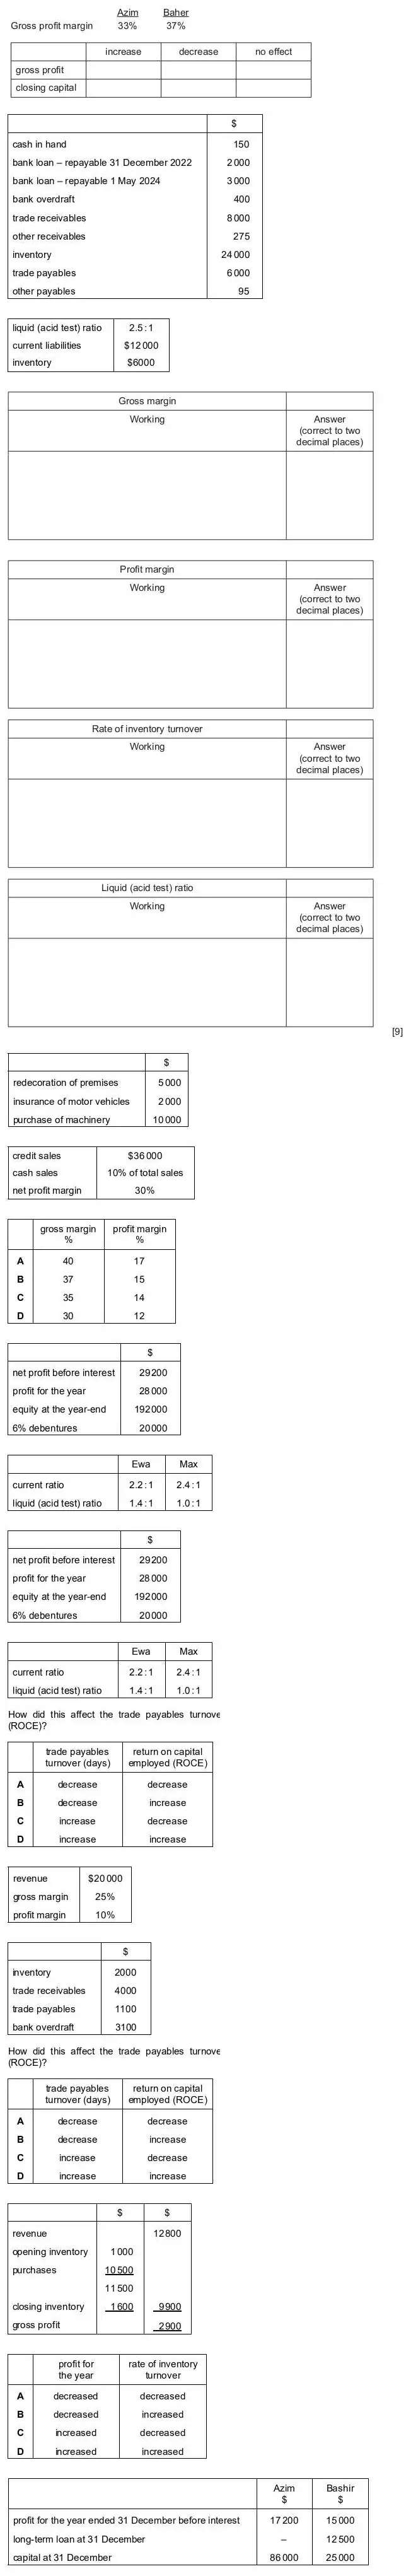 Azim Baher
Gross profit margin 33% 37%
increase decrease no effect
gross profit
closing capital
$
cash in hand 150
bank loan – repayable 31 December 2022 2 000
bank loan – repayable 1 May 2024 3 000
bank overdraft 400
trade receivables 8 000
other receivables 275
inventory 24 000
trade payables 6 000
other payables 95
liquid (acid test) ratio 2.5 : 1
current liabilities $12 000
inventory $6000
Gross margin
Working Answer
(correct to two
decimal places)
Profit margin
Working Answer
(correct to two
decimal places)
Rate of inventory turnover
Working Answer
(correct to two
decimal places)
Liquid (acid test) ratio
Working Answer
(correct to two
decimal places)
[9]
$
redecoration of premises 5 000
insurance of motor vehicles 2 000
purchase of machinery 10 000
credit sales $36 000
cash sales 10% of total sales
net profit margin 30%
gross margin profit margin
% %
A 40 17
B 37 15
C 35 14
D 30 12
$
net profit before interest 29 200
profit for the year 28 000
equity at the year-end 192 000
6% debentures 20 000
Ewa Max
current ratio 2.2 : 1 2.4 : 1
liquid (acid test) ratio 1.4 : 1 1.0 : 1
$
net profit before interest 29 200
profit for the year 28 000
equity at the year-end 192 000
6% debentures 20 000
Ewa Max
current ratio 2.2 : 1 2.4 : 1
liquid (acid test) ratio 1.4 : 1 1.0 : 1
How did this affect the trade payables turnove
(ROCE)?
trade payables return on capital
turnover (days) employed (ROCE)
A decrease decrease
B decrease increase
C increase decrease
D increase increase
revenue $20 000
gross margin 25%
profit margin 10%
$
inventory 2000
trade receivables 4000
trade payables 1100
bank overdraft 3100
How did this affect the trade payables turnove
(ROCE)?
trade payables return on capital
turnover (days) employed (ROCE)
A decrease decrease
B decrease increase
C increase decrease
D increase increase
$ $
revenue 12 800
opening inventory 1 000
purchases 10 500
11 500
closing inventory 1 600 9 900
gross profit 2 900
profit for rate of inventory
the year turnover
A decreased decreased
B decreased increased
C increased decreased
D increased increased
Azim Bashir
$ $
profit for the year ended 31 December before interest 17 200 15 000
long-term loan at 31 December – 12 500
capital at 31 December 86 000 25 000